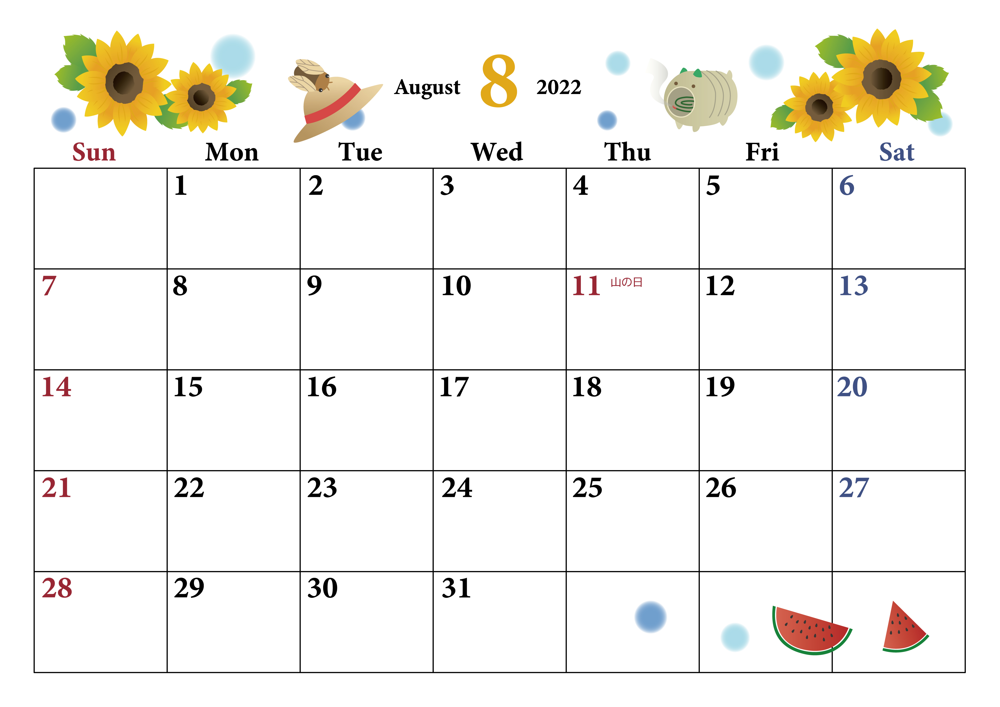 August 8 2022
Sun Mon Tue Wed Thu Fri Sat
1 2 3 4 5 6
7 8 9 10 11 山の日 12 13
14 15 16 17 18 19 20
21 22 23 24 25 26 27
28 29 30 31